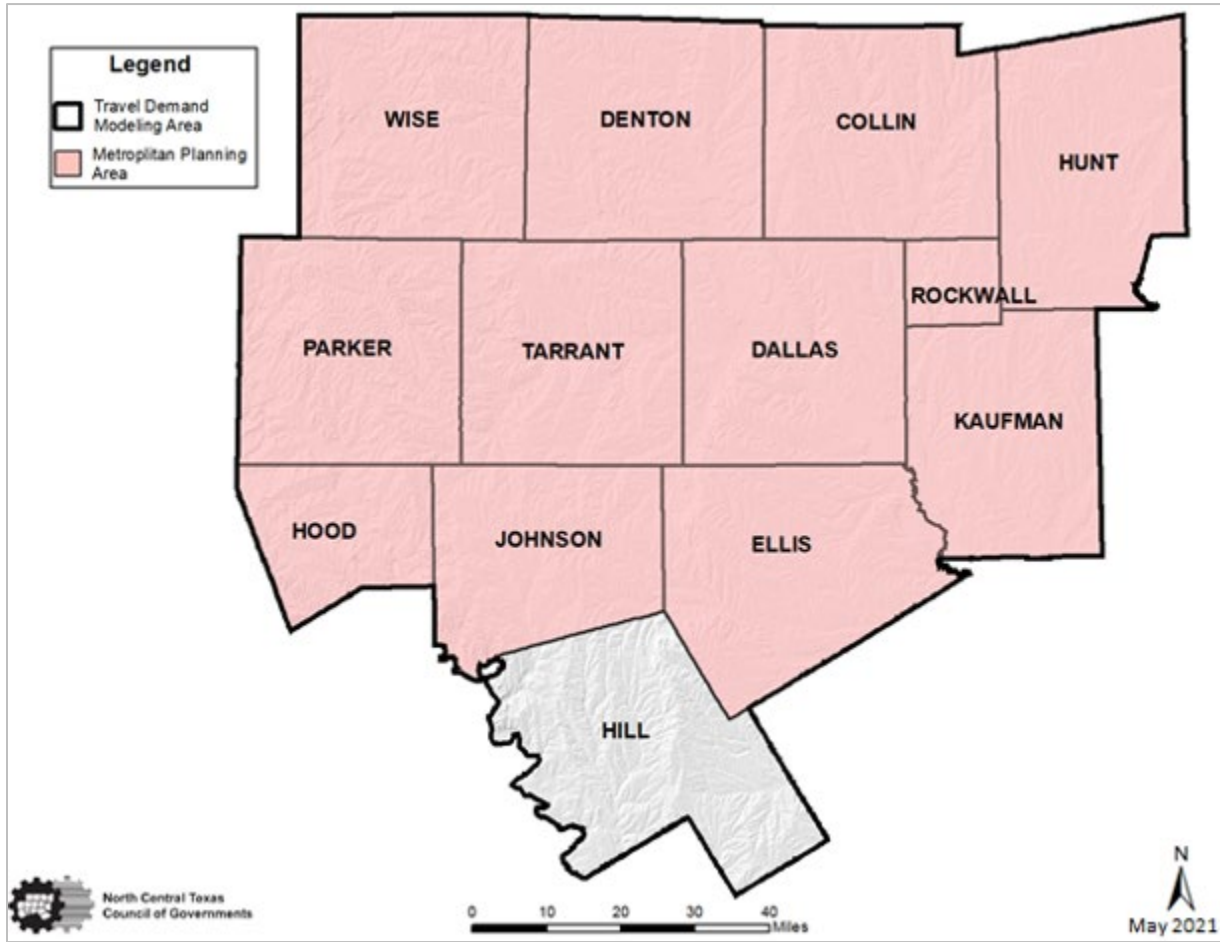 Legend
Travel Demand
Modeling Area
Metroplitan Planning
Area
WISE
DENTON
COLLIN
HUNT
ROCKWALL
PARKER
TARRANT
DALLAS
KAUFMAN
HOOD
JOHNSON
ELLIS
HILL
North Central Texas
Council of Governments
0 10 20 30 40
Miles
N
May 2021